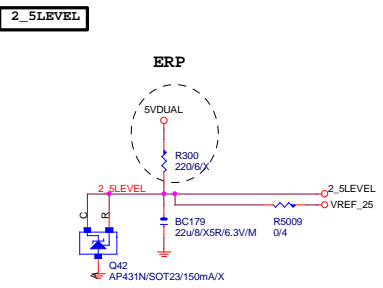 2_5LEVEL
ERP
5VDUAL
R300
220/6/X
2_5LEVEL
2_5LEVEL
VREF_25
C
R
BC179
22u/8/X5R/6.3V/M
R5009
0/4
A
Q42
AP431N/SOT23/150mA/X